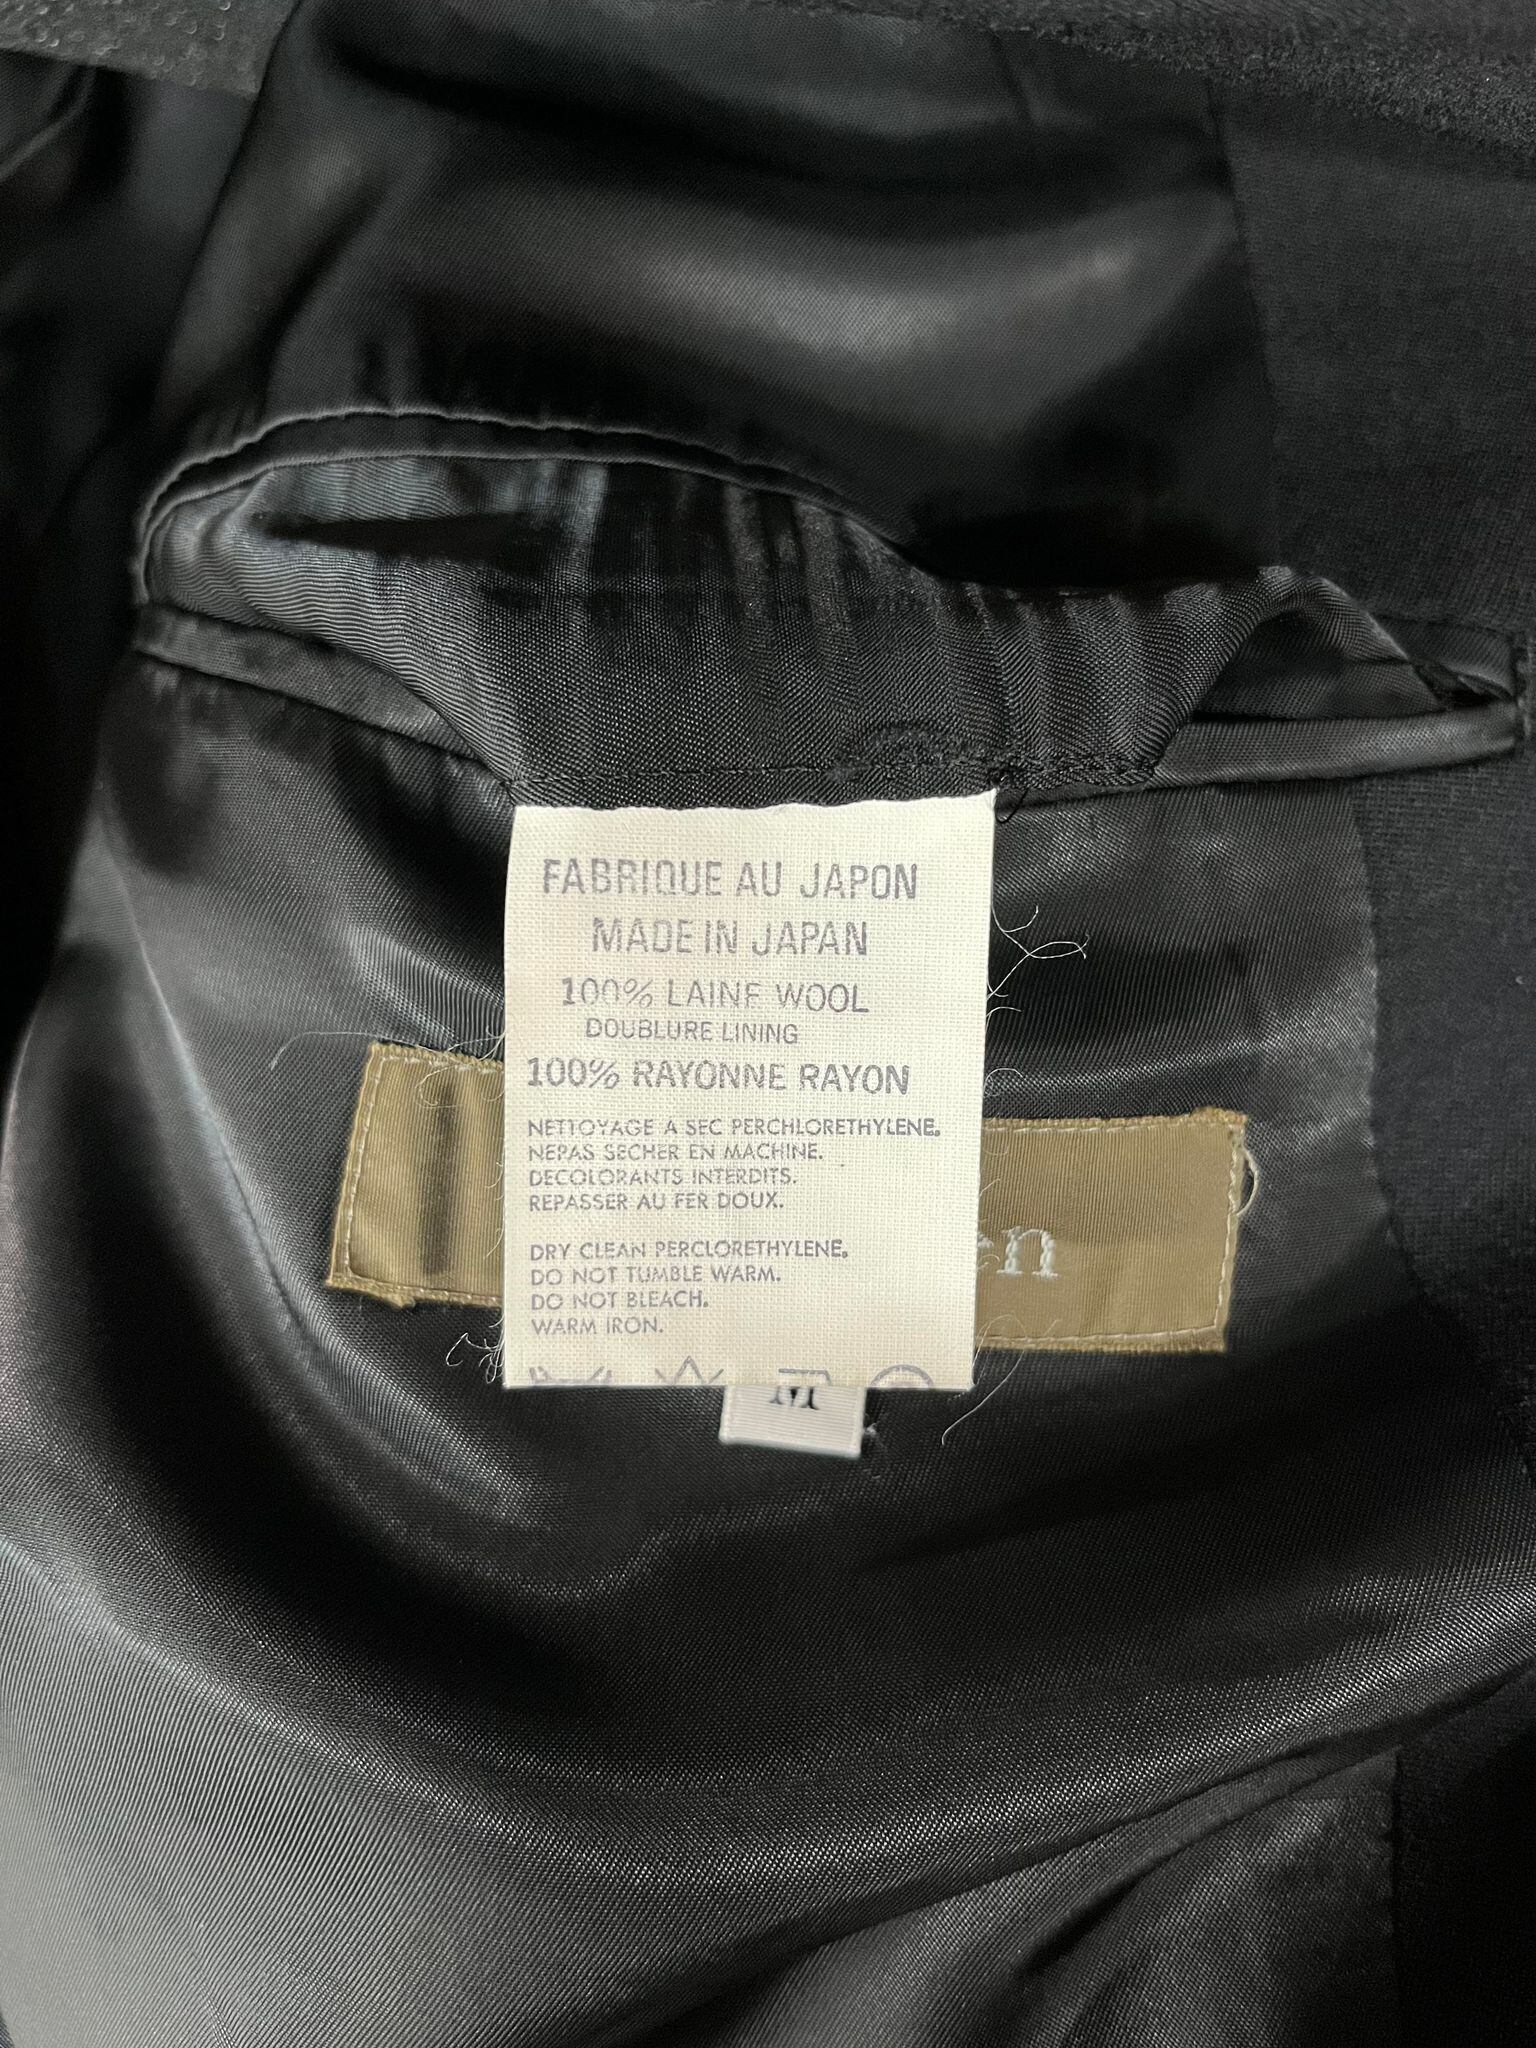 FABRIQUE AU JAPON
MADE IN JAPAN
100% LAINE WOOL
DOUBLURE LINING
100% RAYONNE RAYON
NETTOYAGE A SEC PERCHLORETHYLENE.
NEPAS SECHER EN MACHINE.
DECOLORANTS INTERDITS.
REPASSER AU FER DOUX.
DRY CLEAN PERCLORETHYLENE.
DO NOT TUMBLE WARM.
DO NOT BLEACH.
WARM IRON.
M